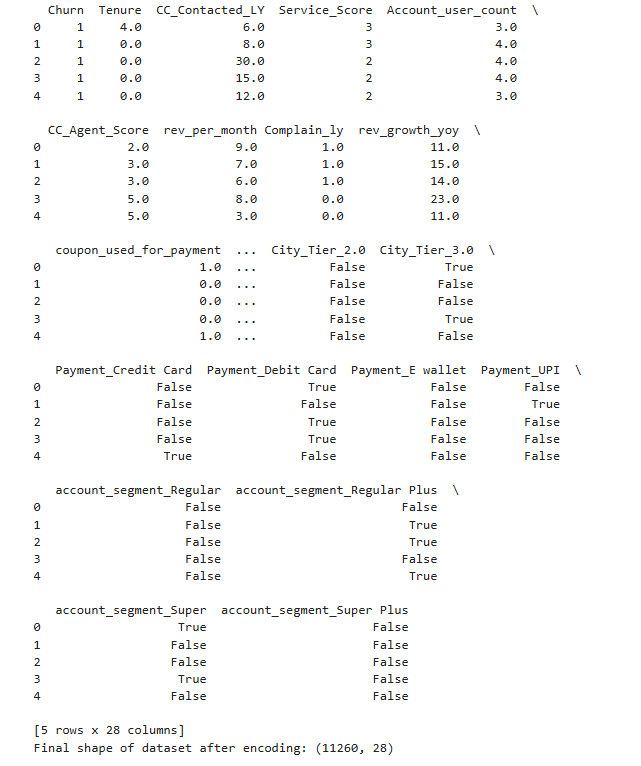 Churn  Tenure  CC_Contacted_LY  Service_Score  Account_user_count  \
0      1     4.0              6.0              3                 3.0
1      1     0.0              8.0              3                 4.0
2      1     0.0             30.0              2                 4.0
3      1     0.0             15.0              2                 4.0
4      1     0.0             12.0              2                 3.0

   CC_Agent_Score  rev_per_month Complain_ly  rev_growth_yoy  \
0             2.0            9.0         1.0            11.0
1             3.0            7.0         1.0            15.0
2             3.0            6.0         1.0            14.0
3             5.0            8.0         0.0            23.0
4             5.0            3.0         0.0            11.0

   coupon_used_for_payment  ...  City_Tier_2.0  City_Tier_3.0  \
0                      1.0  ...          False           True
1                      0.0  ...          False          False
2                      0.0  ...          False          False
3                      0.0  ...          False           True
4                      1.0  ...          False          False

   Payment_Credit Card  Payment_Debit Card  Payment_E wallet  Payment_UPI  \
0                False                True             False        False
1                False               False             False         True
2                False                True             False        False
3                False                True             False        False
4                 True               False             False        False

   account_segment_Regular  account_segment_Regular Plus  \
0                    False                         False
1                    False                          True
2                    False                          True
3                    False                         False
4                    False                          True

   account_segment_Super  account_segment_Super Plus
0                   True                       False
1                  False                       False
2                  False                       False
3                   True                       False
4                  False                       False

[5 rows x 28 columns]
Final shape of dataset after encoding: (11260, 28)